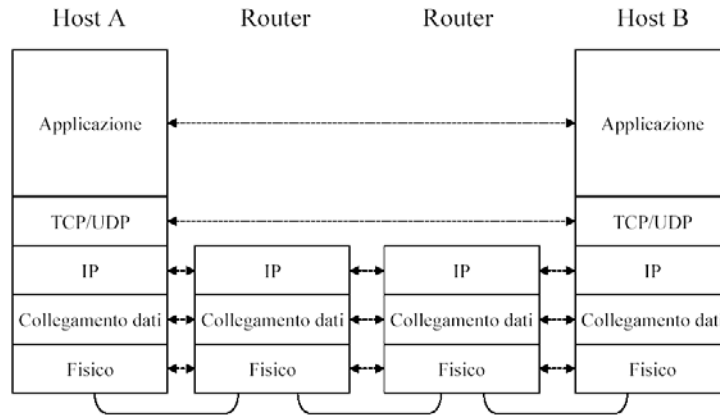 Host A Router Router Host B
Applicazione Applicazione
TCP/UDP TCP/UDP
IP IP IP IP
Collegamento dati Collegamento dati Collegamento dati Collegamento dati
Fisico Fisico Fisico Fisico